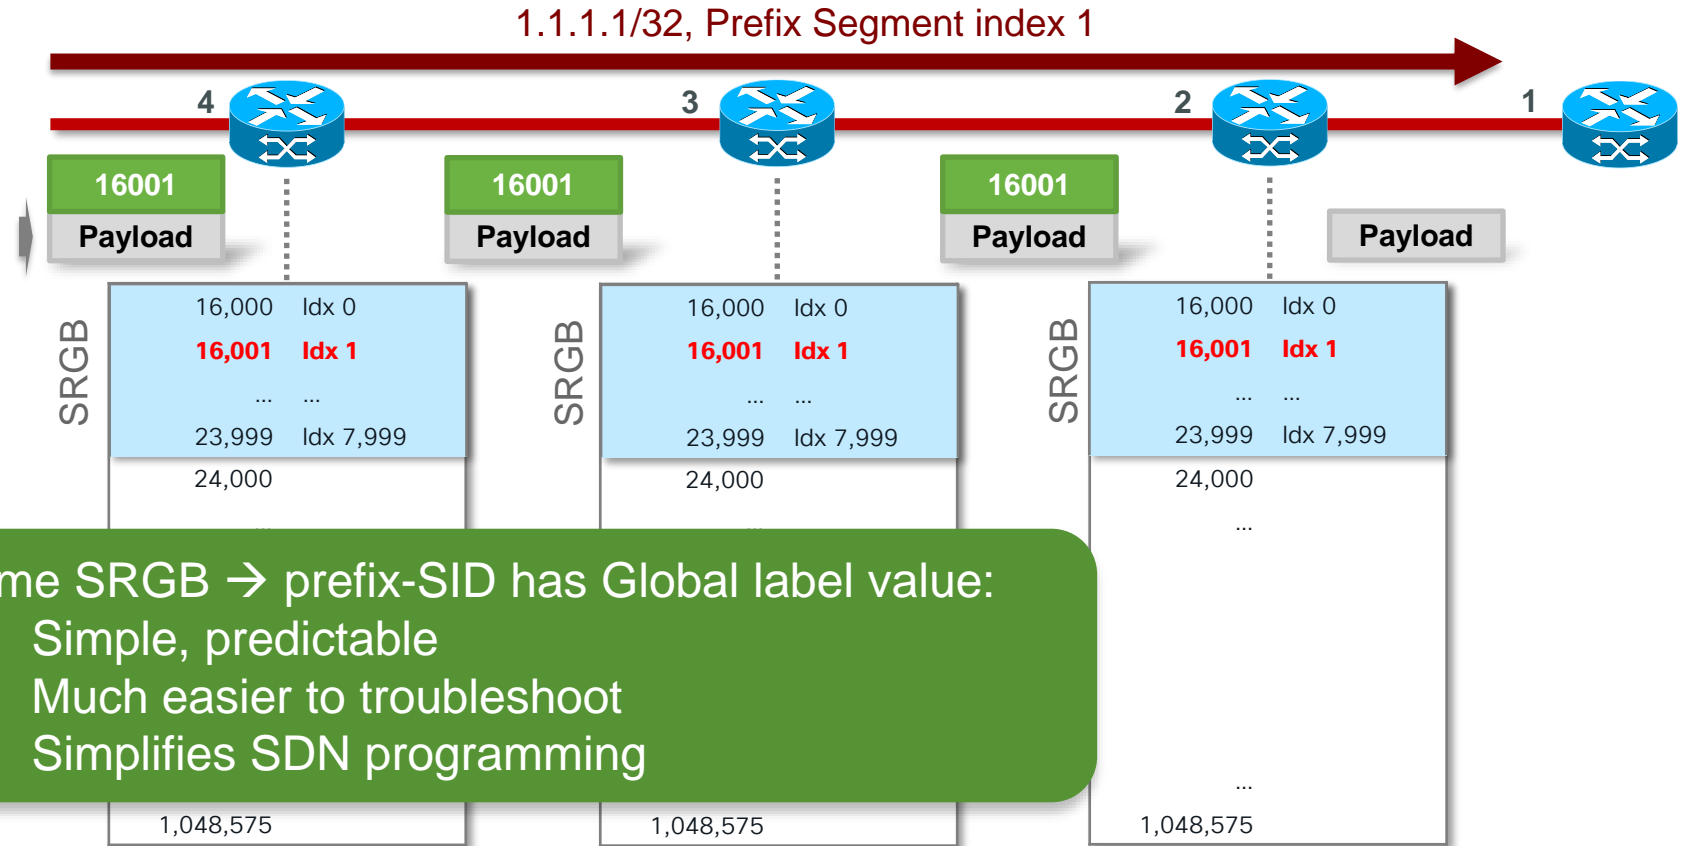 1.1.1.1/32, Prefix Segment index 1
4
3
2
1
16001
Payload
16001
Payload
16001
Payload
Payload
SRGB
16,000 Idx 0
16,001 Idx 1
... ...
23,999 Idx 7,999
24,000
...
1,048,575
SRGB
16,000 Idx 0
16,001 Idx 1
... ...
23,999 Idx 7,999
24,000
...
1,048,575
SRGB
16,000 Idx 0
16,001 Idx 1
... ...
23,999 Idx 7,999
24,000
...
...
1,048,575
me SRGB → prefix-SID has Global label value:
Simple, predictable
Much easier to troubleshoot
Simplifies SDN programming